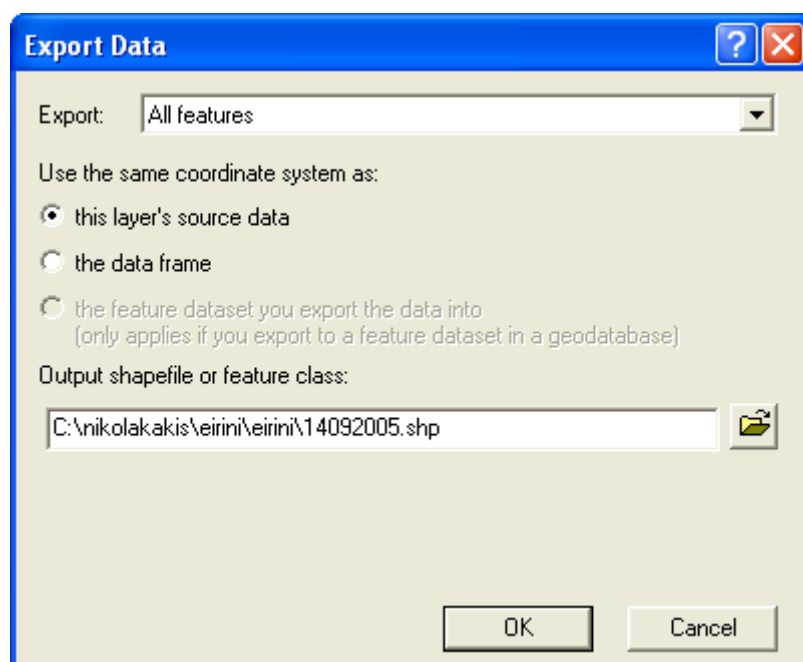 Export Data
Export: All features
Use the same coordinate system as:
this layer's source data
the data frame
the feature dataset you export the data into
(only applies if you export to a feature dataset in a geodatabase)
Output shapefile or feature class:
C:\nikolakakis\eirini\eirini\14092005.shp
OK Cancel